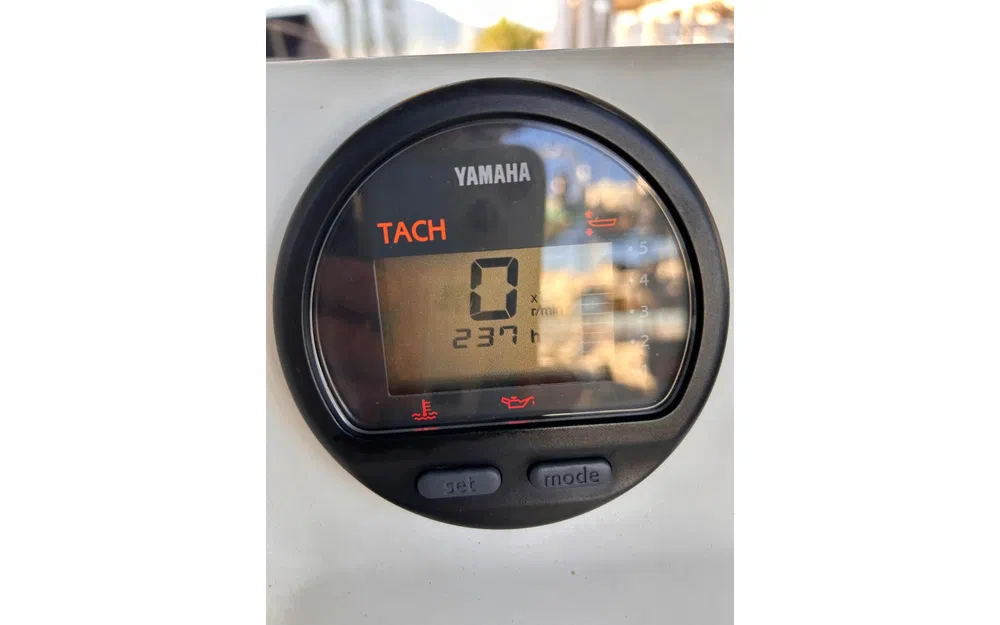 YAMAHA
TACH
5
4
0 x
r/min
3
237 h
2
set
mode